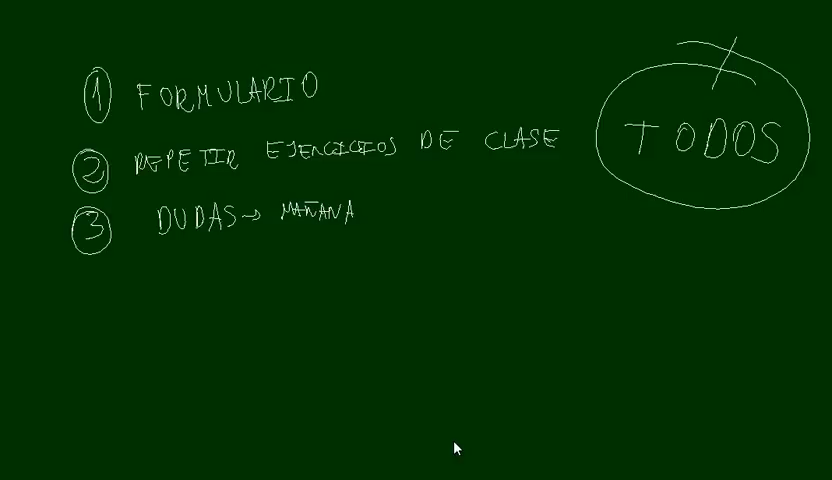 ① FORMULARIO
② REPETIR EJERCICIOS DE CLASE
TODOS
③ DUDAS → MAÑANA